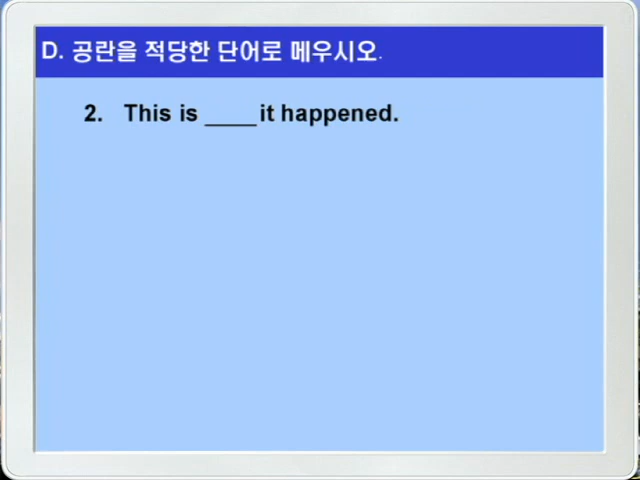 D. 공란을 적당한 단어로 메우시오.
2. This is ____ it happened.